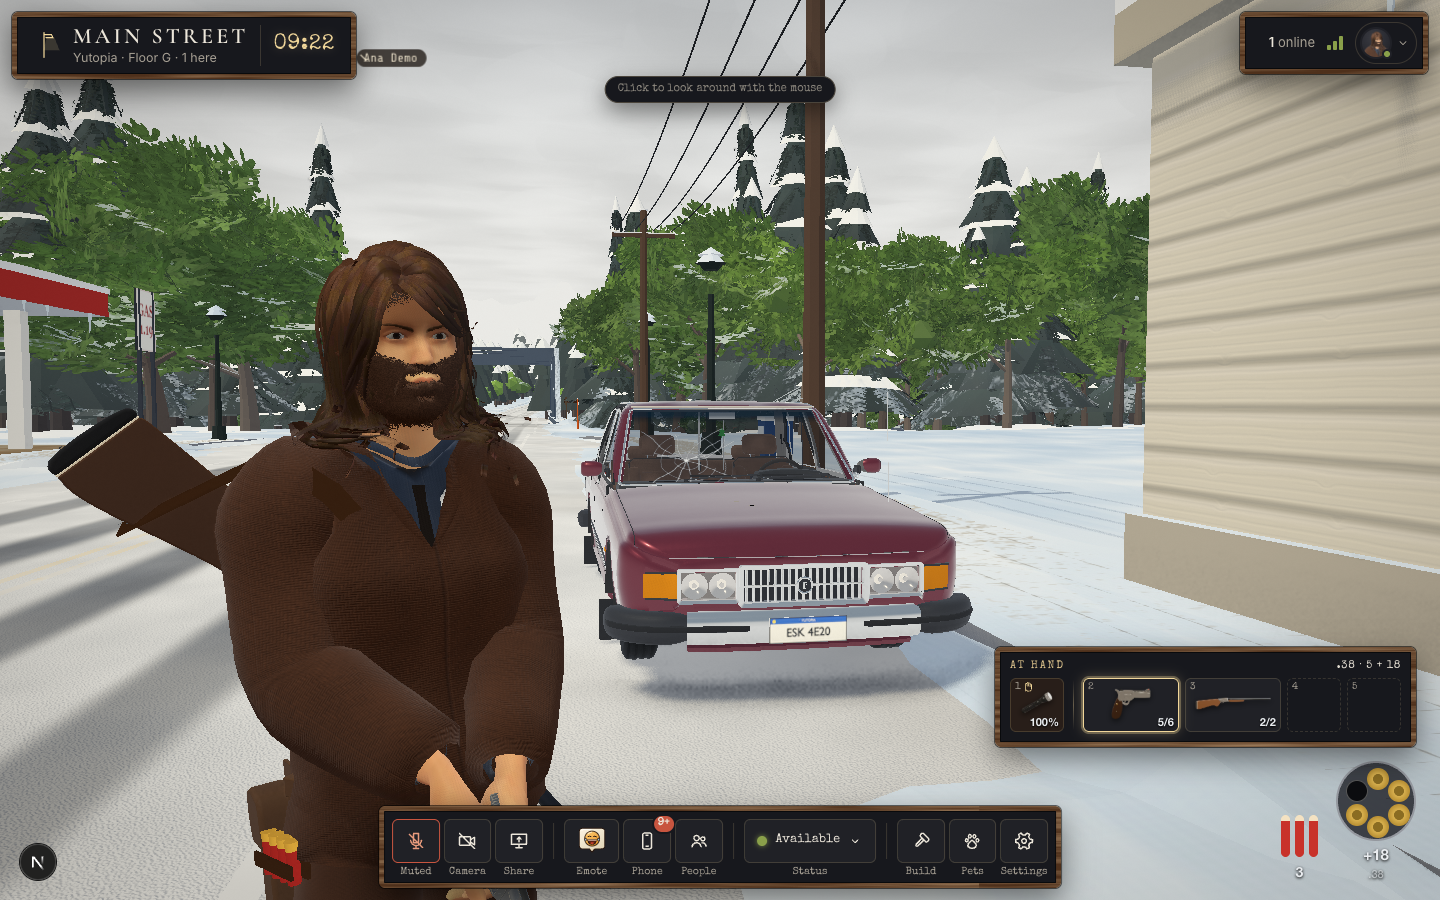 MAIN STREET
Yutopia · Floor G · 1 here
09:22
Ana Demo
Click to look around with the mouse
1 online
GAS
ESK 4E20
AT HAND
.38 · 5 + 18
1
100%
2
5/6
3
2/2
4
5
N
Muted
Camera
Share
Emote
9+
Phone
People
Available
Status
Build
Pets
Settings
3
+18
.38